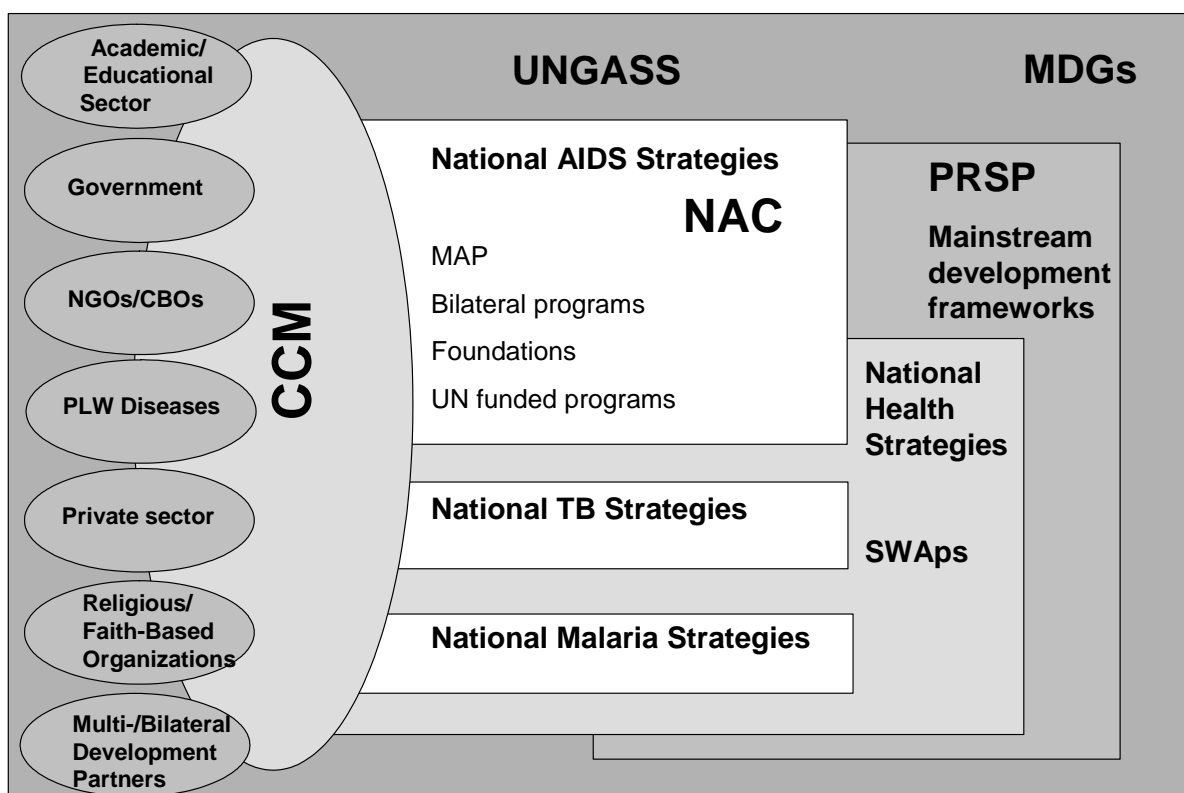 Academic/
Educational
Sector
Government
NGOs/CBOs
PLW Diseases
Private sector
Religious/
Faith-Based
Organizations
Multi-/Bilateral
Development
Partners
CCM
UNGASS
MDGs
National AIDS Strategies
NAC
MAP
Bilateral programs
Foundations
UN funded programs
National TB Strategies
National Malaria Strategies
PRSP
Mainstream
development
frameworks
National
Health
Strategies
SWAps